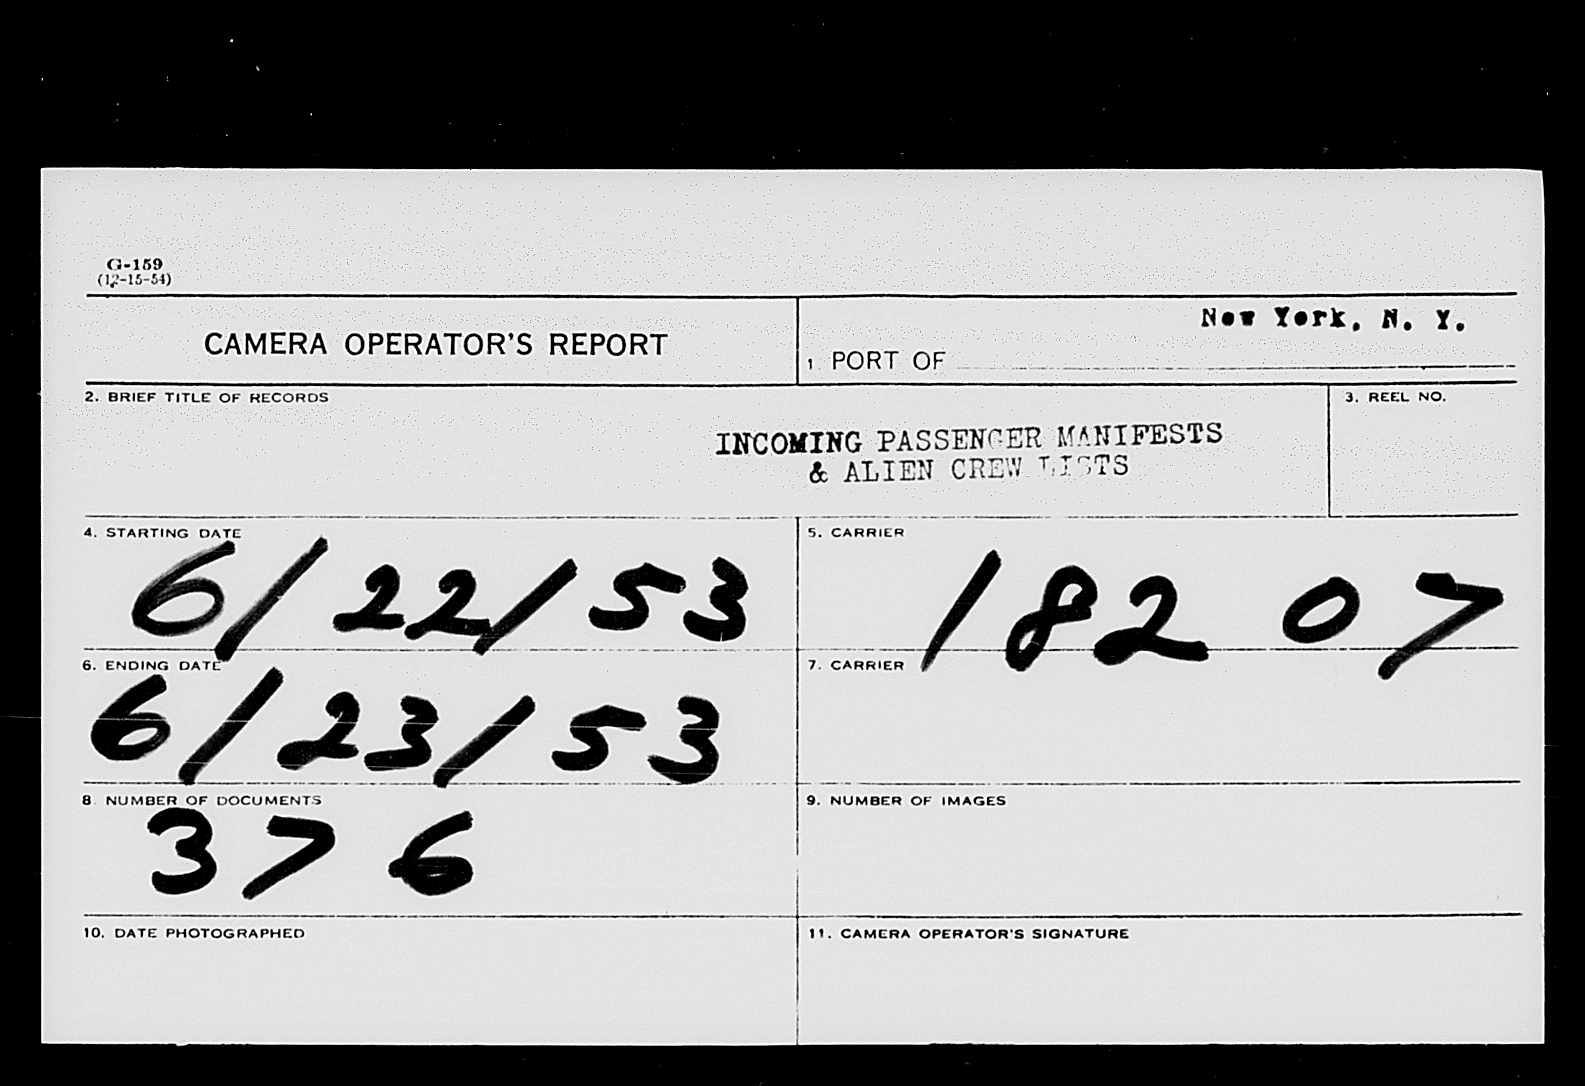 G-159
(12-15-54)
CAMERA OPERATOR'S REPORT
New York, N. Y.
1 PORT OF
2. BRIEF TITLE OF RECORDS
3. REEL NO.
INCOMING PASSENGER MANIFESTS
& ALIEN CREW LISTS
4. STARTING DATE
5. CARRIER
6/22/53
182 07
6. ENDING DATE
7. CARRIER
6/23/53
8. NUMBER OF DOCUMENTS
9. NUMBER OF IMAGES
376
10. DATE PHOTOGRAPHED
11. CAMERA OPERATOR'S SIGNATURE